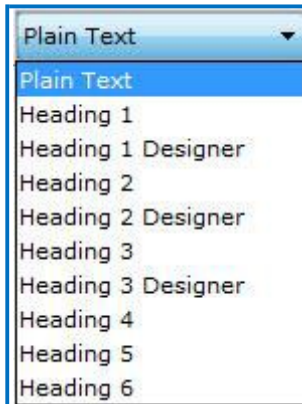 Plain Text
Plain Text
Heading 1
Heading 1 Designer
Heading 2
Heading 2 Designer
Heading 3
Heading 3 Designer
Heading 4
Heading 5
Heading 6